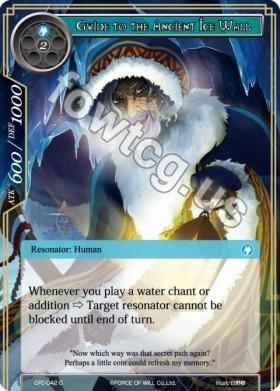 Guide to the Ancient Ice Wall
2
ATK 600 / DEF 1000
fowtcg.us
Resonator: Human
Whenever you play a water chant or
addition ⇒ Target resonator cannot be
blocked until end of turn.
"Now which way was that secret path again?
Perhaps a little coin could refresh my memory."
CFC-042 C
©FORCE OF WILL Co.,Ltd.
Illust/